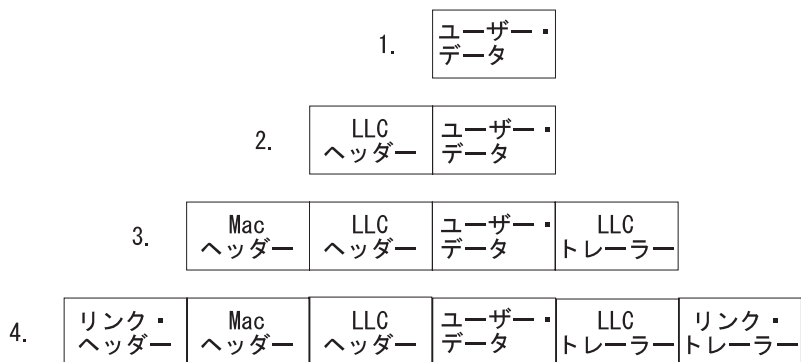 1.
ユーザー・
データ
2.
LLC
ヘッダー
ユーザー・
データ
3.
Mac
ヘッダー
LLC
ヘッダー
ユーザー・
データ
LLC
トレーラー
4.
リンク・
ヘッダー
Mac
ヘッダー
LLC
ヘッダー
ユーザー・
データ
LLC
トレーラー
リンク・
トレーラー